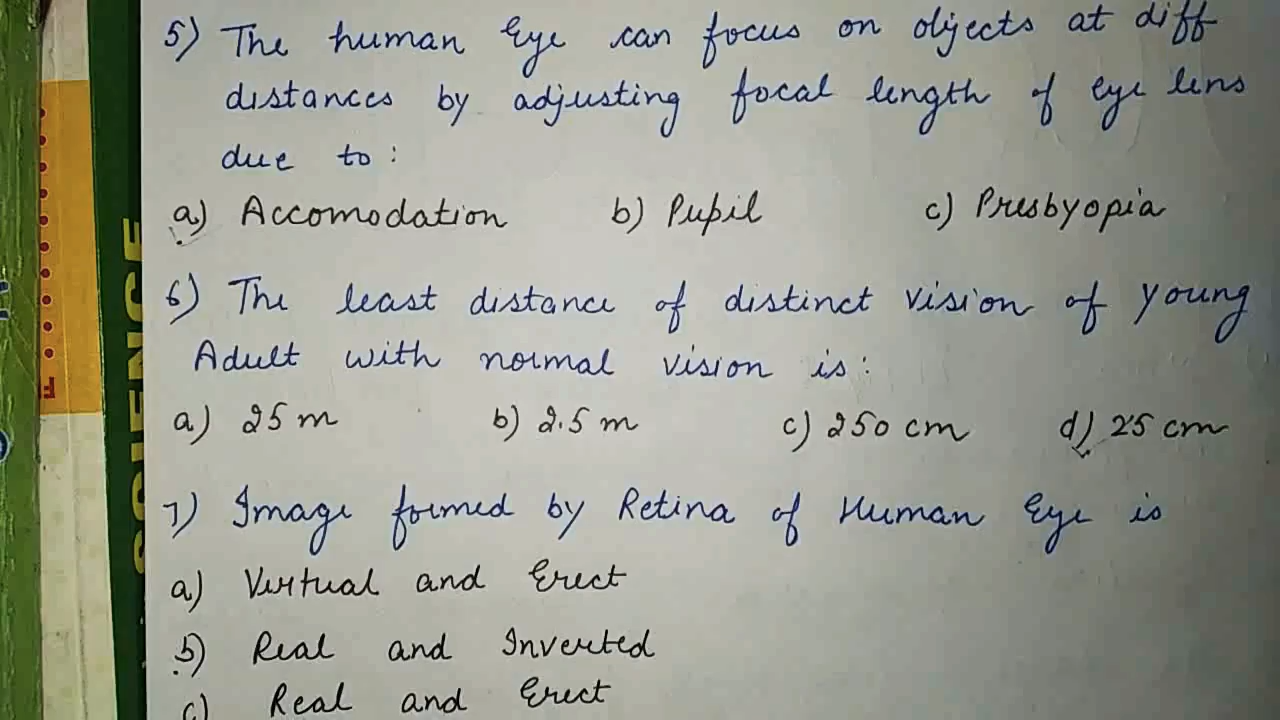 5) The human Eye can focus on objects at diff
distances by adjusting focal length of eye lens
due to:
a) Accomodation b) Pupil c) Presbyopia
6) The least distance of distinct vision of young
Adult with normal vision is:
a) 25 m b) 2.5 m c) 250 cm d) 25 cm
7) Image formed by Retina of Human Eye is
a) Virtual and Erect
b) Real and Inverted
c) Real and Erect
SCIENCE